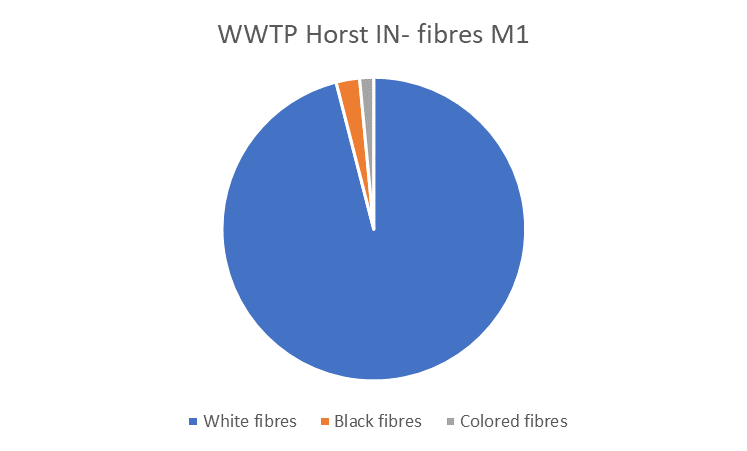 WWTP Horst IN- fibres M1
White fibres Black fibres Colored fibres